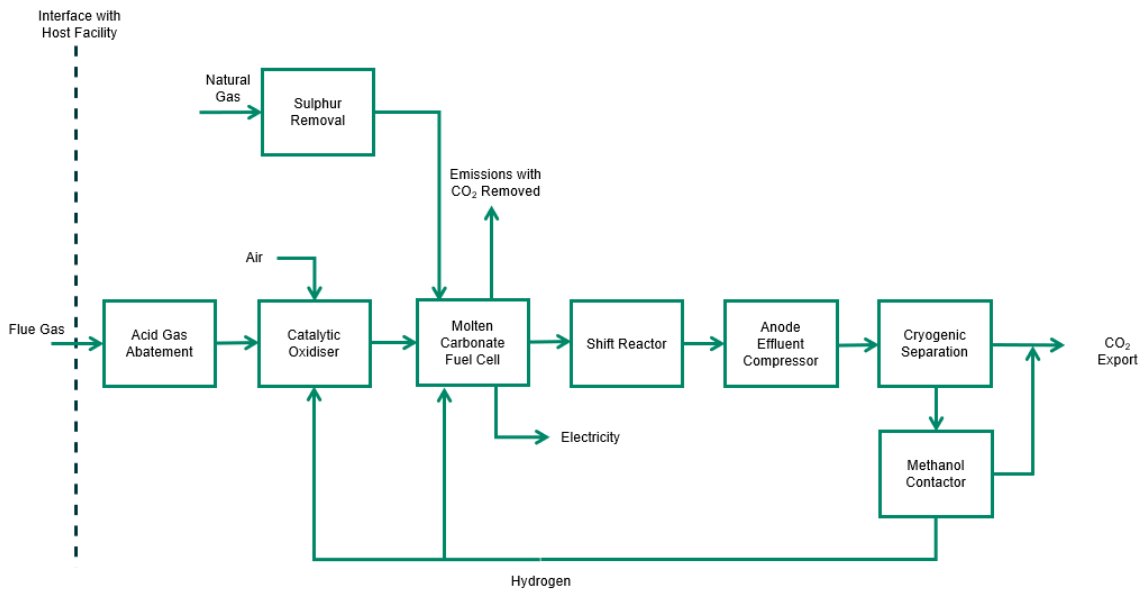 Interface with
Host Facility
Natural
Gas
Sulphur
Removal
Emissions with
CO₂ Removed
Air
Flue Gas
Acid Gas
Abatement
Catalytic
Oxidiser
Molten
Carbonate
Fuel Cell
Shift Reactor
Anode
Effluent
Compressor
Cryogenic
Separation
CO₂
Export
Electricity
Methanol
Contactor
Hydrogen